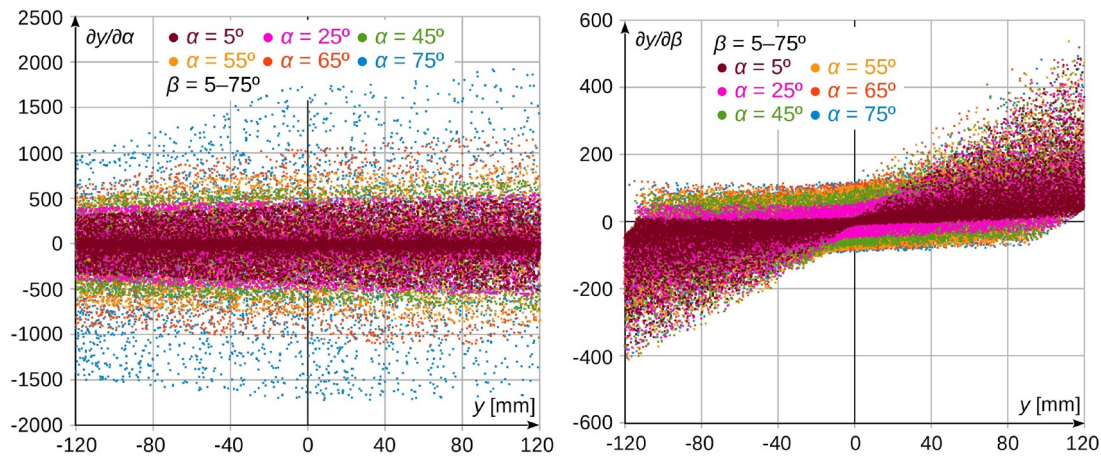 2500
2000
1500
1000
500
0
-500
-1000
-1500
-2000
∂y/∂α
α = 5º α = 25º α = 45º
α = 55º α = 65º α = 75º
β = 5–75º
y [mm]
-120 -80 -40 0 40 80 120
600
400
200
0
-200
-400
-600
∂y/∂β
β = 5–75º
α = 5º α = 55º
α = 25º α = 65º
α = 45º α = 75º
y [mm]
-120 -80 -40 0 40 80 120